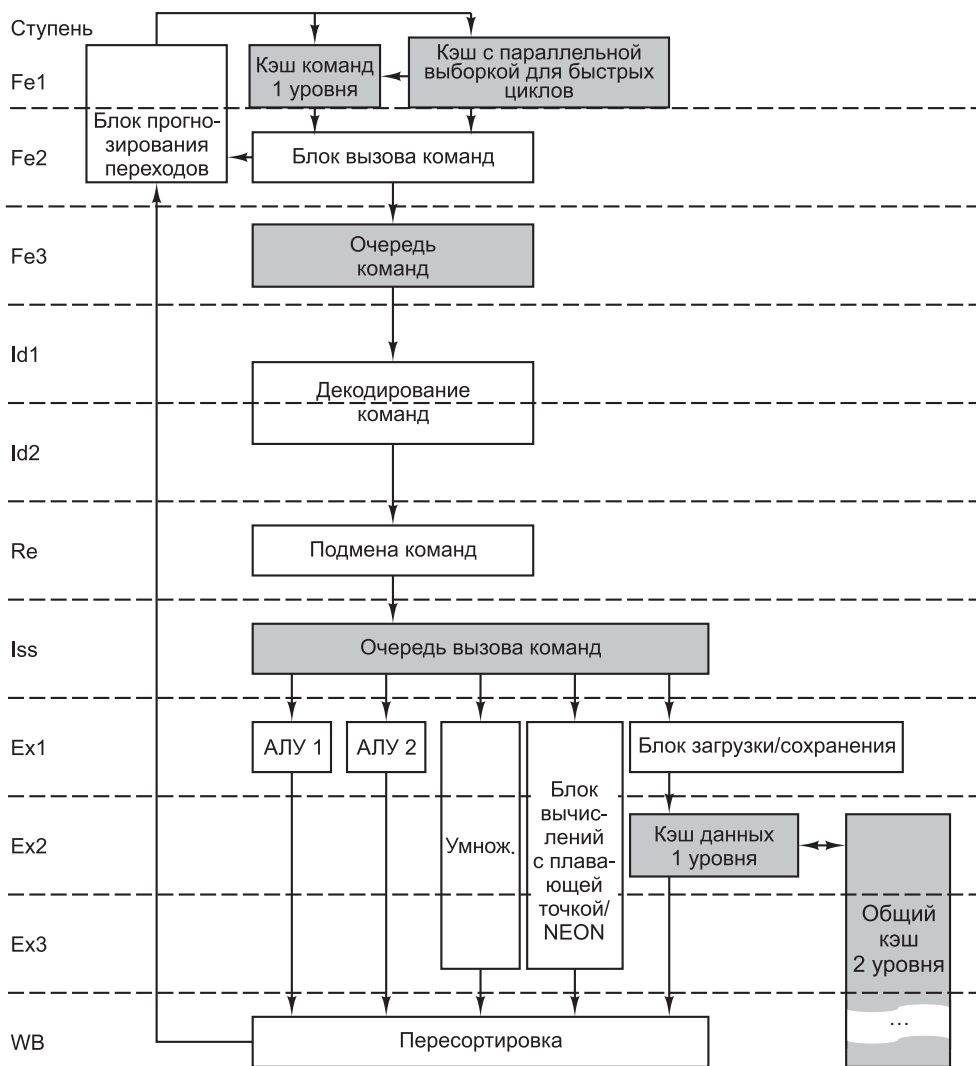 Ступень
Fe1
Кэш команд
1 уровня
Кэш с параллельной
выборкой для быстрых
циклов
Блок прогно-
зирования
переходов
Fe2
Блок вызова команд
Fe3
Очередь
команд
Id1
Декодирование
команд
Id2
Re
Подмена команд
Iss
Очередь вызова команд
Ex1
АЛУ 1
АЛУ 2
Умнож.
Блок
вычис-
лений
с плава-
ющей
точкой/
NEON
Блок загрузки/сохранения
Ex2
Кэш данных
1 уровня
Ex3
Общий
кэш
2 уровня
...
WB
Пересортировка